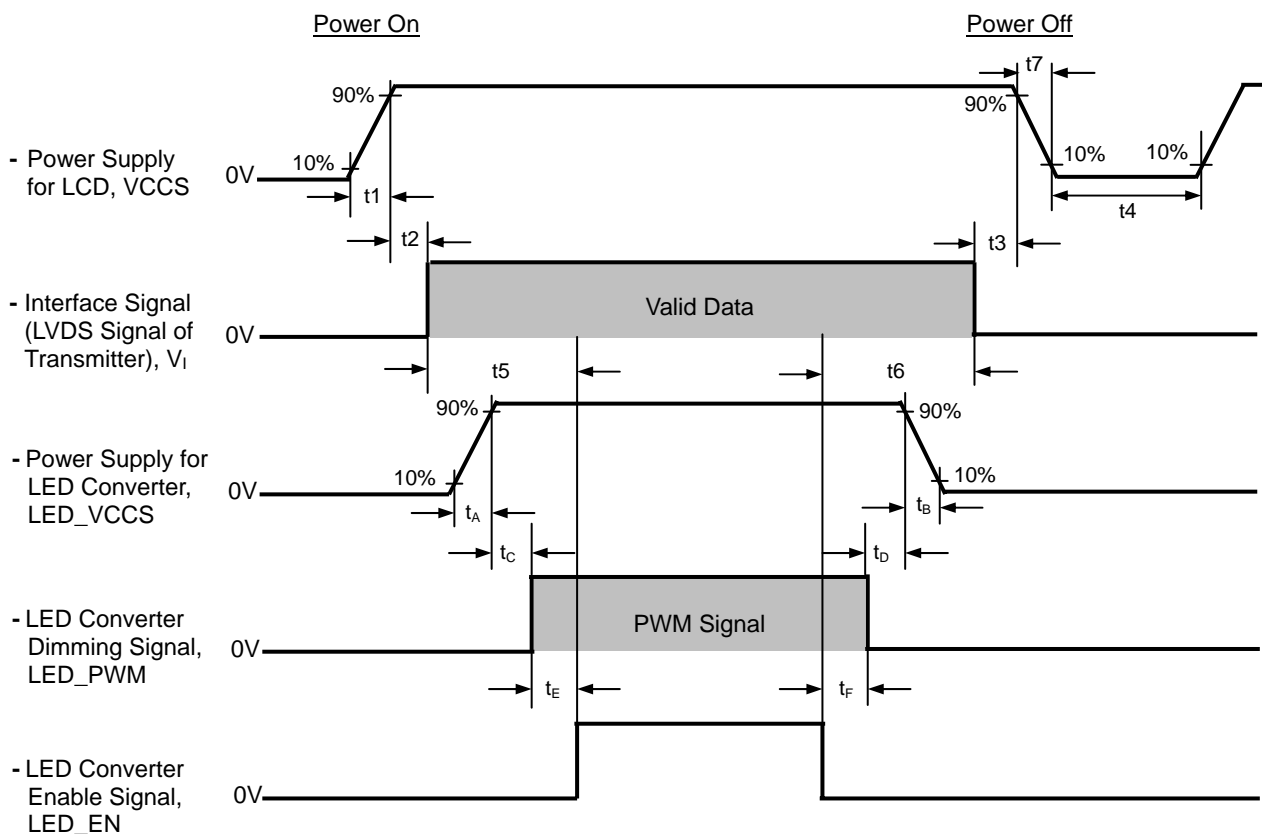 Power On
Power Off
t7
90%
90%
10%
10%
10%
- Power Supply
for LCD, VCCS
0V
t1
t4
t2
t3
- Interface Signal
(LVDS Signal of
Transmitter), VI
0V
Valid Data
t5
t6
90%
90%
- Power Supply for
LED Converter,
LED_VCCS
0V
10%
10%
tA
tB
tC
tD
- LED Converter
Dimming Signal,
LED_PWM
0V
PWM Signal
tE
tF
- LED Converter
Enable Signal,
LED_EN
0V